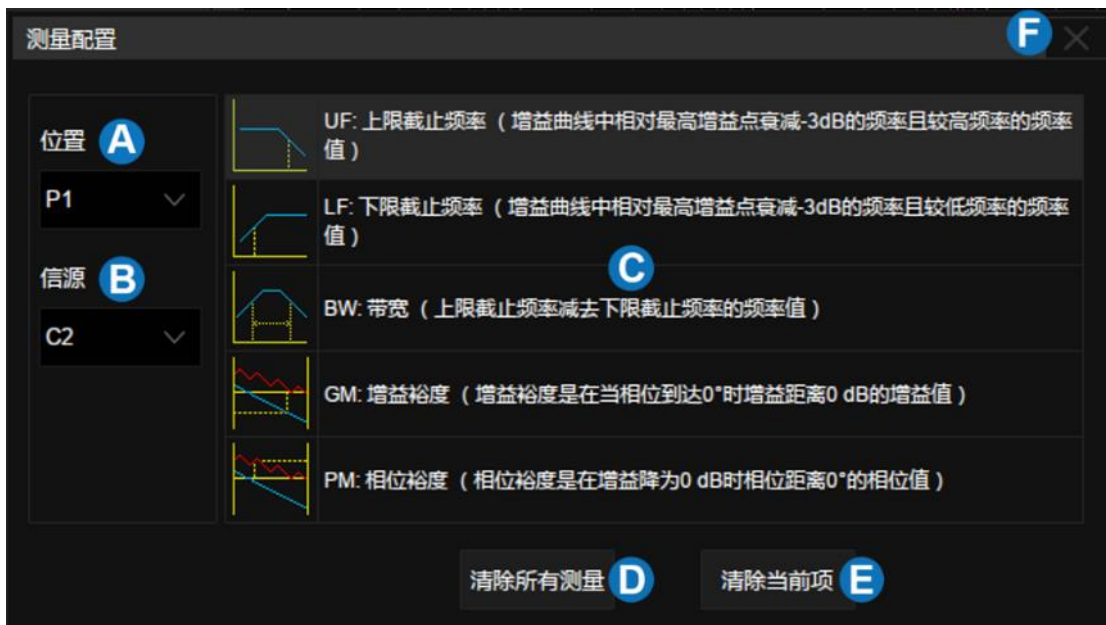 测量配置
F
位置 A
P1
信源 B
C2
UF: 上限截止频率 ( 增益曲线中相对最高增益点衰减-3dB的频率且较高频率的频率
值 )
LF: 下限截止频率 ( 增益曲线中相对最高增益点衰减-3dB的频率且较低频率的频率
值 )
C
BW: 带宽 ( 上限截止频率减去下限截止频率的频率值 )
GM: 增益裕度 ( 增益裕度是在当相位到达0°时增益距离0 dB的增益值 )
PM: 相位裕度 ( 相位裕度是在增益降为0 dB时相位距离0°的相位值 )
清除所有测量 D
清除当前项 E